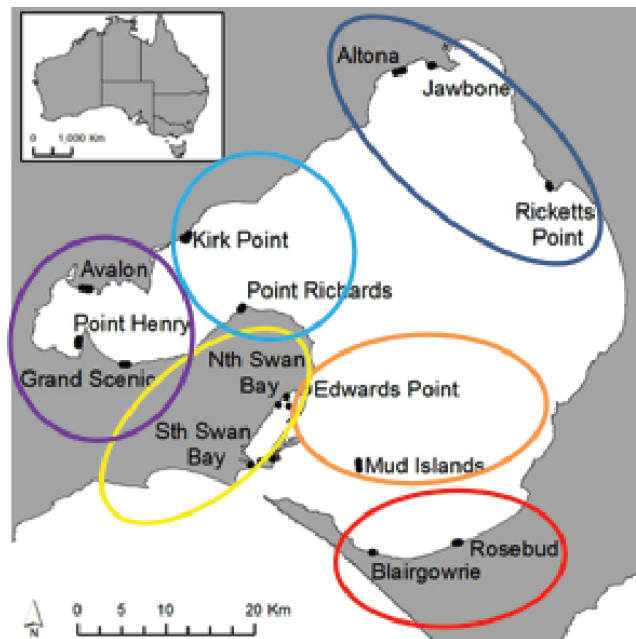 0 1,000 Km
Altona
Jawbone
Ricketts
Point
Kirk Point
Avalon
Point Richards
Point Henry
Grand Scenic
Nth Swan
Bay
Edwards Point
Sth Swan
Bay
Mud Islands
Rosebud
Blairgowrie
N
0 5 10 20 Km